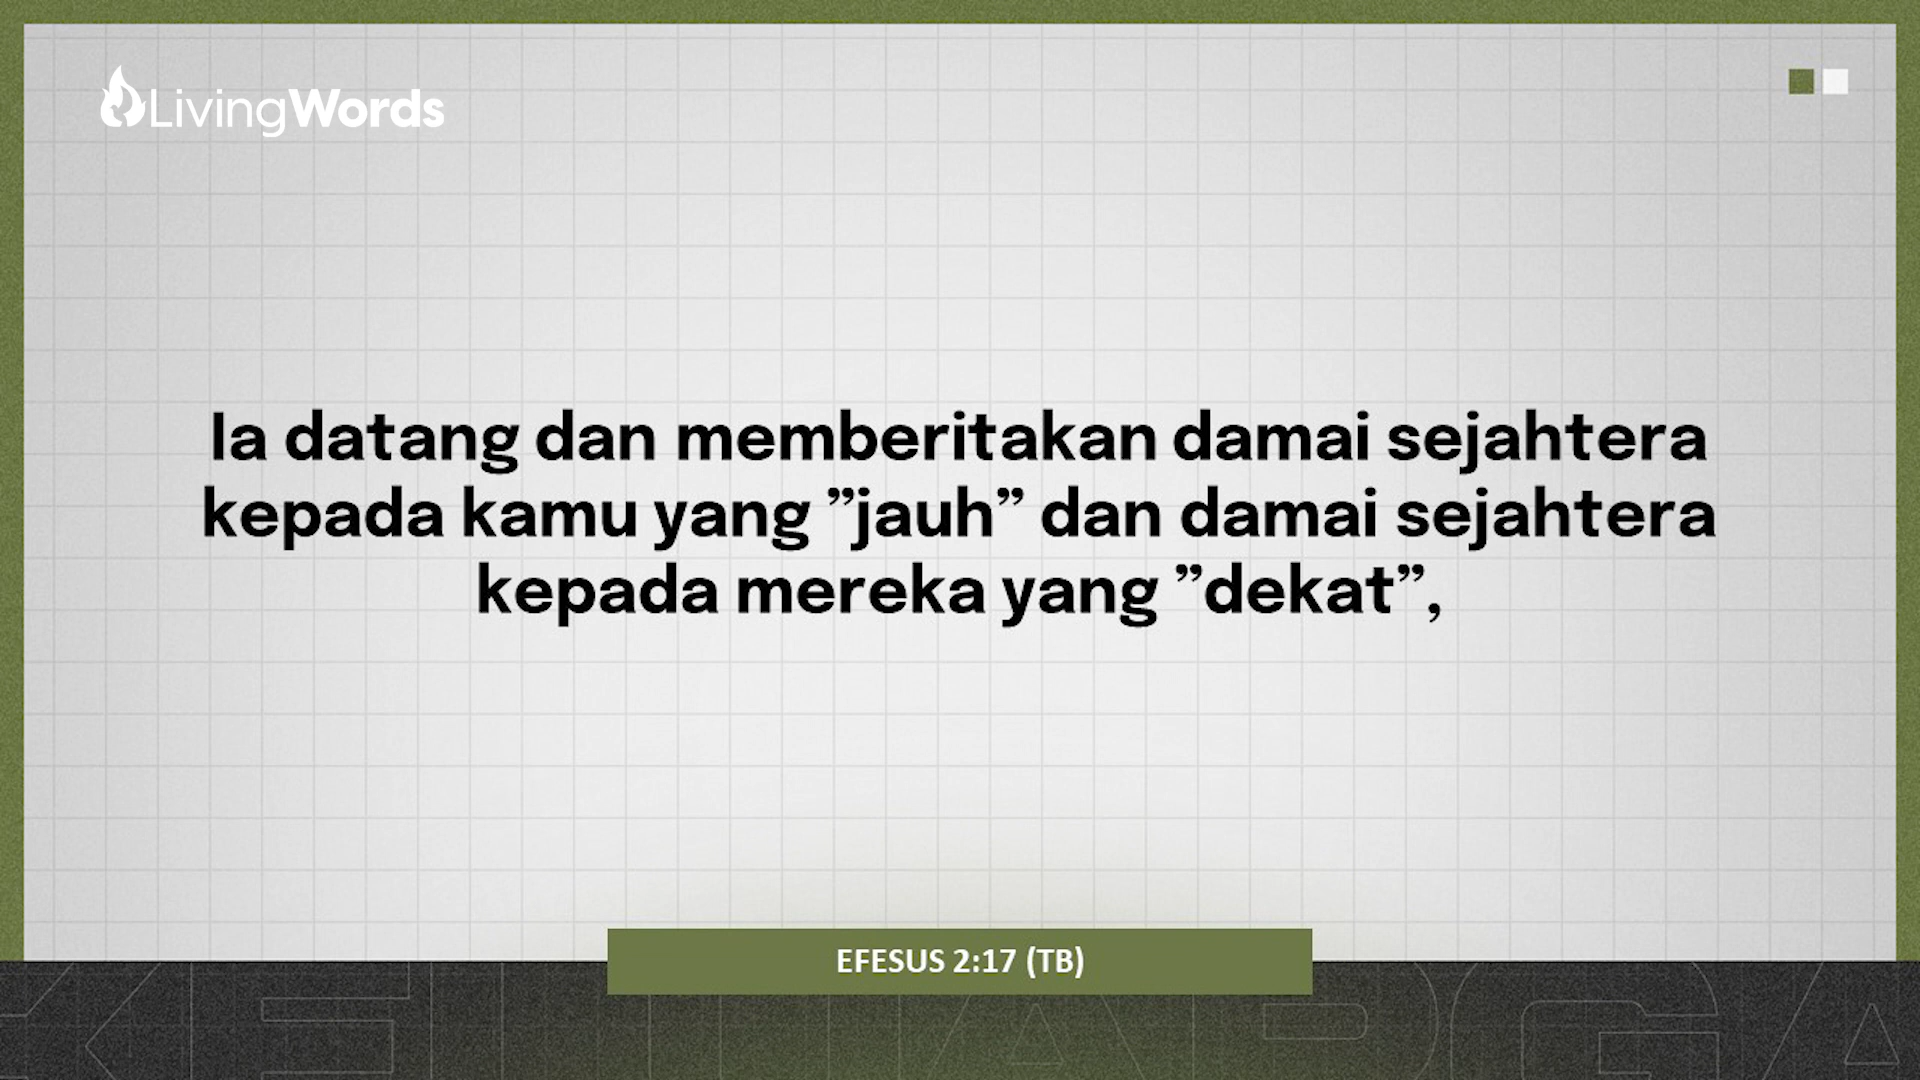 LivingWords
Ia datang dan memberitakan damai sejahtera
kepada kamu yang ”jauh” dan damai sejahtera
kepada mereka yang ”dekat”,
EFESUS 2:17 (TB)
KELUARGA